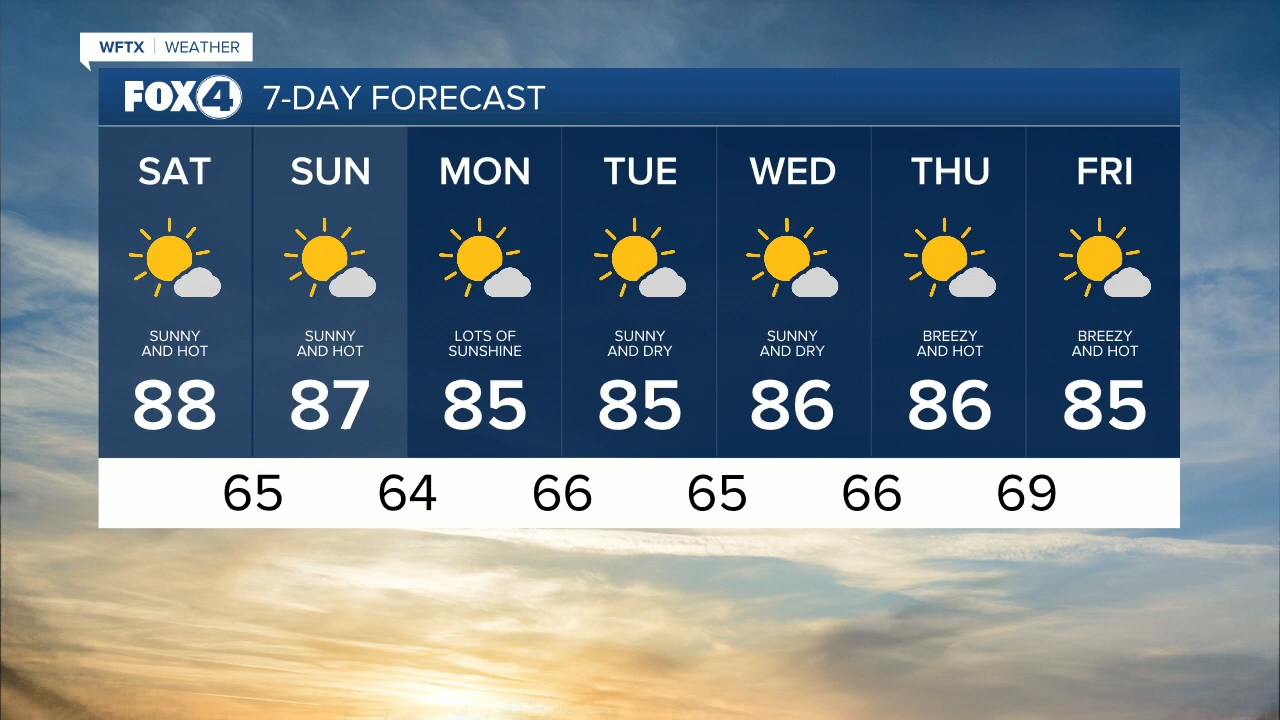 WFTX | WEATHER
FOX 4 7-DAY FORECAST
SAT SUN MON TUE WED THU FRI
SUNNY SUNNY LOTS OF SUNNY SUNNY BREEZY BREEZY
AND HOT AND HOT SUNSHINE AND DRY AND DRY AND HOT AND HOT
88 87 85 85 86 86 85
65 64 66 65 66 69